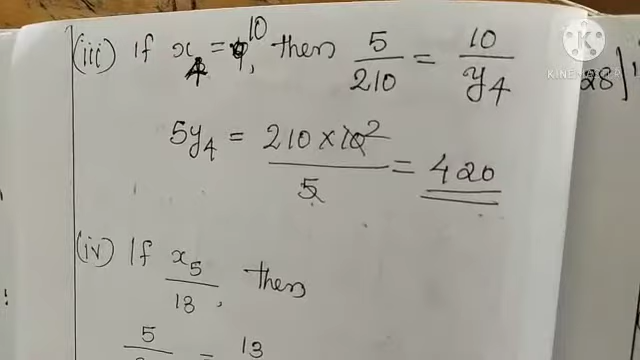 (iii) If x₄ = 10, then 5/210 = 10/y₄
5y₄ = 210 × 10 2 / 5 = 420
(iv) If x₅/13, then
5/ = 13
28]